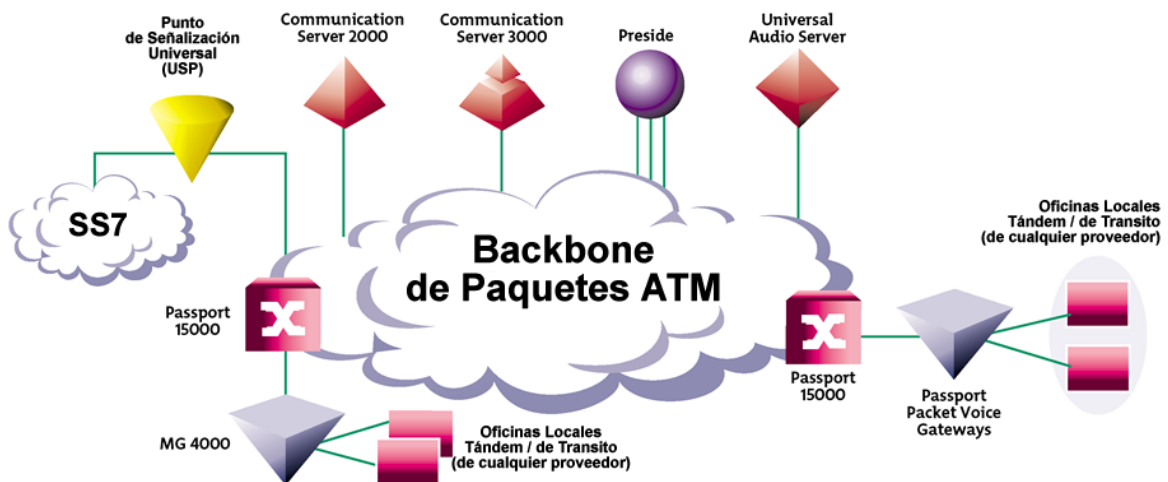 Punto
de Señalización
Universal
(USP)
Communication
Server 2000
Communication
Server 3000
Preside
Universal
Audio Server
SS7
Backbone
de Paquetes ATM
Oficinas Locales
Tándem / de Transito
(de cualquier proveedor)
Passport
15000
Passport
15000
Passport
Packet Voice
Gateways
MG 4000
Oficinas Locales
Tándem / de Transito
(de cualquier proveedor)